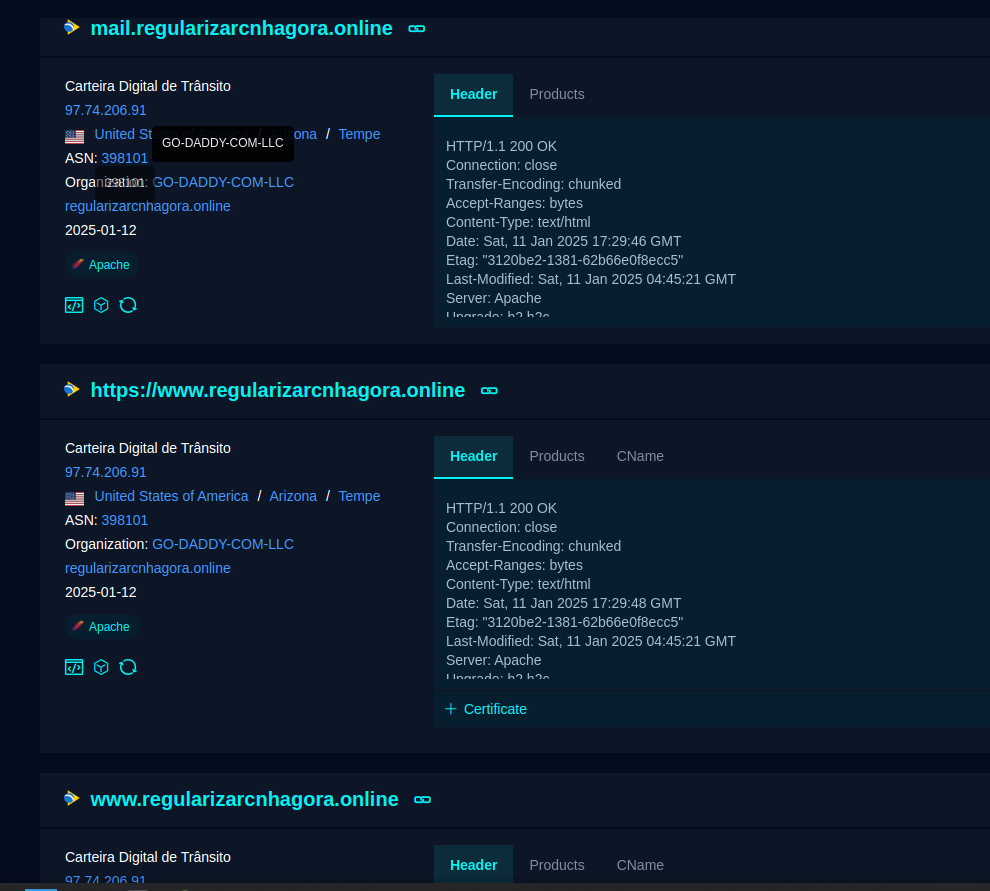 mail.regularizarcnhagora.online
Carteira Digital de Trânsito
97.74.206.91
United St ona / Tempe
GO-DADDY-COM-LLC
ASN: 398101
Organization: GO-DADDY-COM-LLC
398101
regularizarcnhagora.online
2025-01-12
Apache
Header Products
HTTP/1.1 200 OK
Connection: close
Transfer-Encoding: chunked
Accept-Ranges: bytes
Content-Type: text/html
Date: Sat, 11 Jan 2025 17:29:46 GMT
Etag: "3120be2-1381-62b66e0f8ecc5"
Last-Modified: Sat, 11 Jan 2025 04:45:21 GMT
Server: Apache
Upgrade: h2,h2c
https://www.regularizarcnhagora.online
Carteira Digital de Trânsito
97.74.206.91
United States of America / Arizona / Tempe
ASN: 398101
Organization: GO-DADDY-COM-LLC
regularizarcnhagora.online
2025-01-12
Apache
Header Products CName
HTTP/1.1 200 OK
Connection: close
Transfer-Encoding: chunked
Accept-Ranges: bytes
Content-Type: text/html
Date: Sat, 11 Jan 2025 17:29:48 GMT
Etag: "3120be2-1381-62b66e0f8ecc5"
Last-Modified: Sat, 11 Jan 2025 04:45:21 GMT
Server: Apache
Upgrade: h2,h2c
+ Certificate
www.regularizarcnhagora.online
Carteira Digital de Trânsito
97.74.206.91
Header Products CName